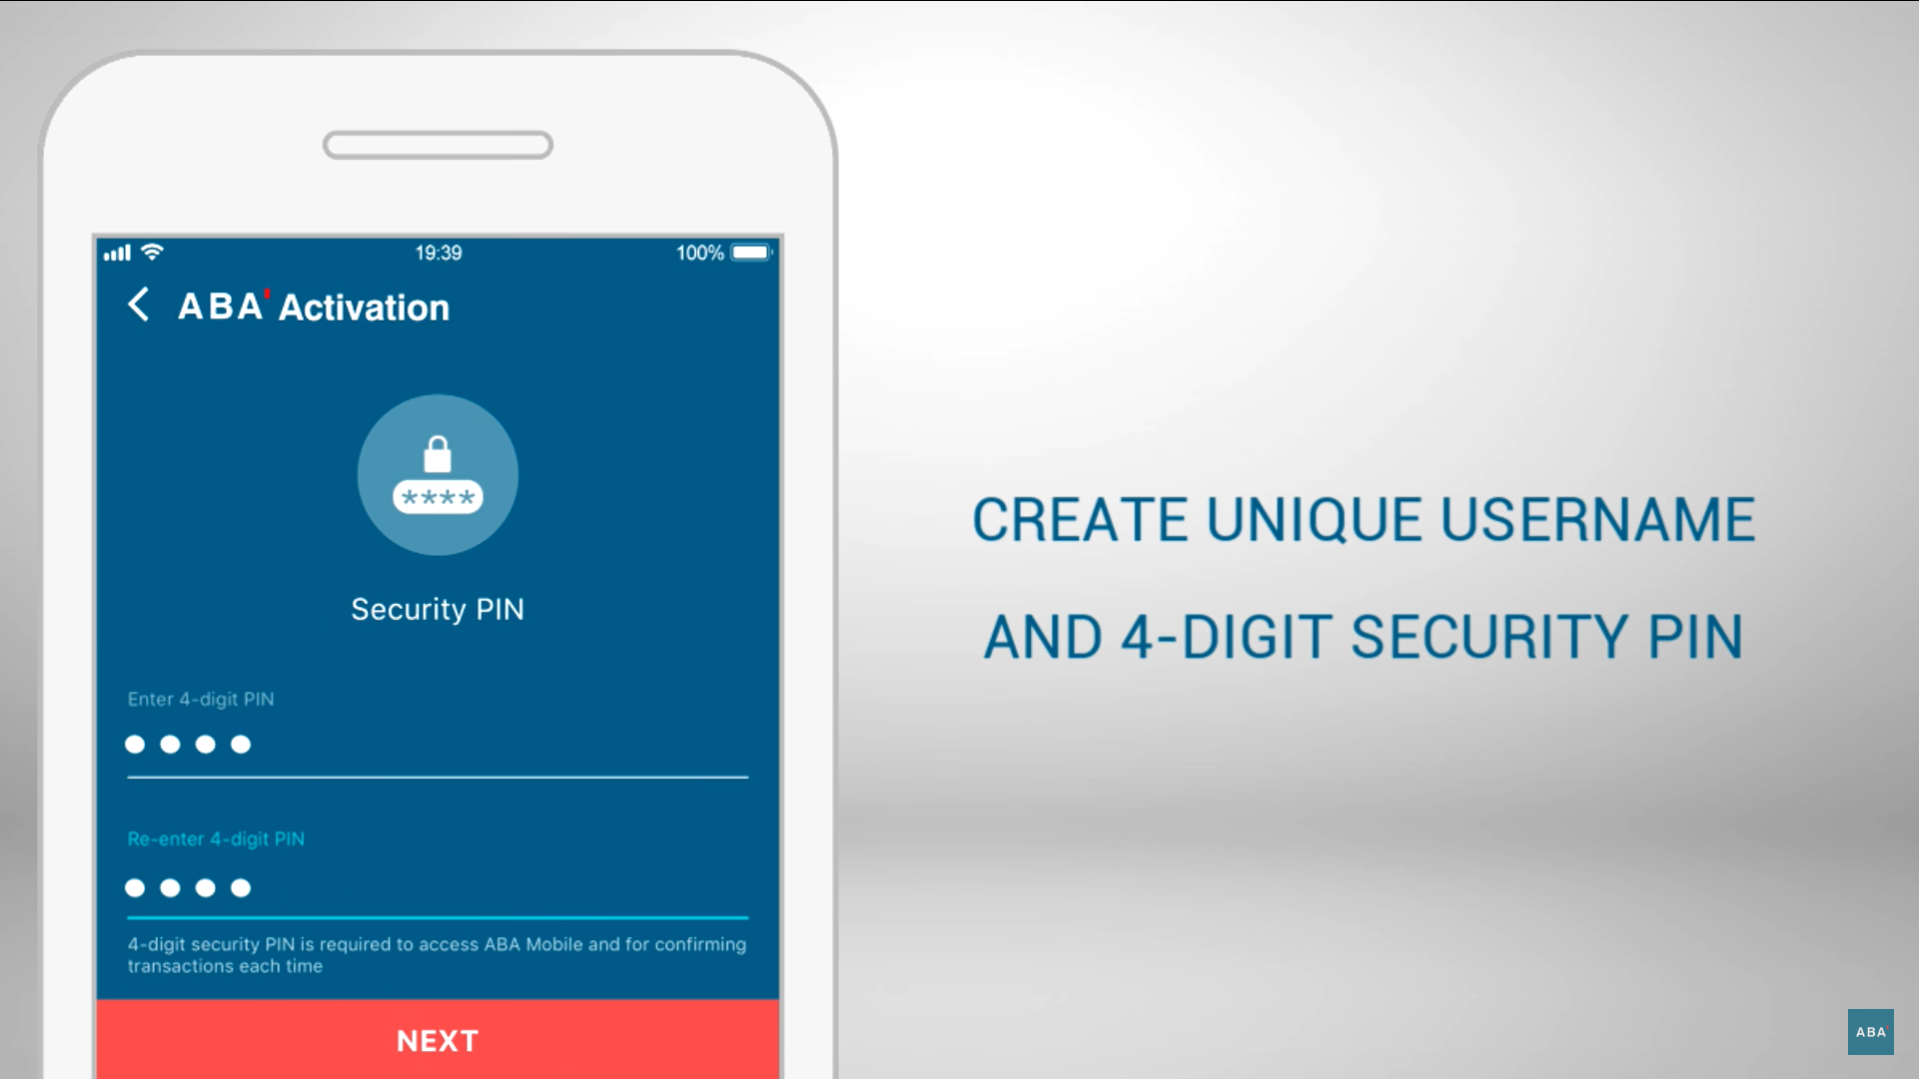 19:39
100%
ABA' Activation
****
Security PIN
Enter 4-digit PIN
Re-enter 4-digit PIN
4-digit security PIN is required to access ABA Mobile and for confirming
transactions each time
NEXT
CREATE UNIQUE USERNAME
AND 4-DIGIT SECURITY PIN
ABA